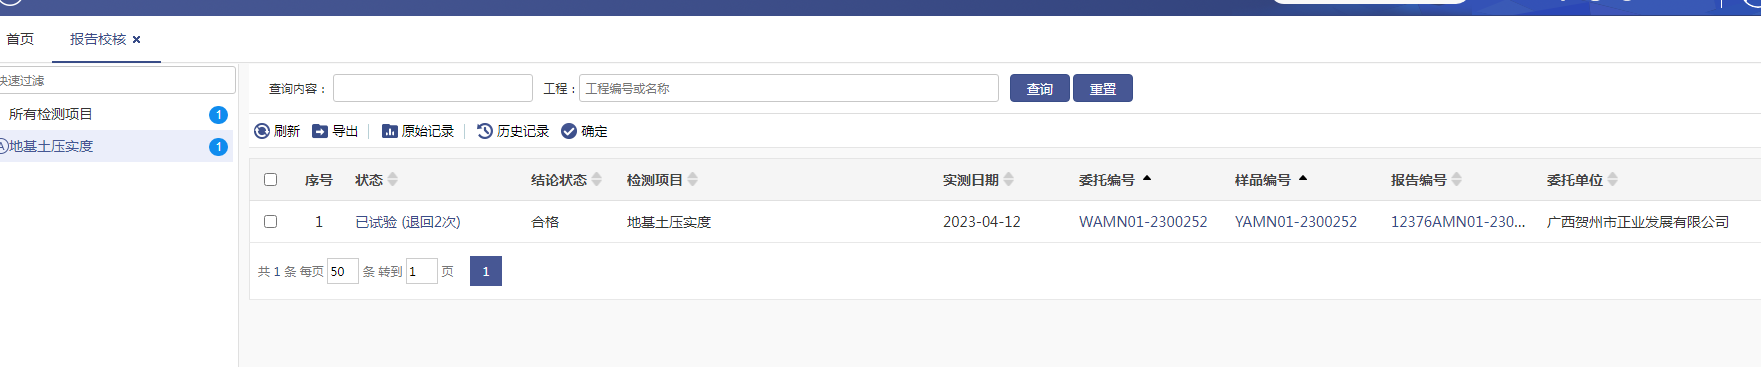 首页 报告校核
快速过滤
所有检测项目 1
A 地基土压实度 1
查询内容： 工程： 工程编号或名称 查询 重置
刷新 导出 原始记录 历史记录 确定
序号 状态 结论状态 检测项目 实测日期 委托编号 样品编号 报告编号 委托单位
1 已试验 (退回2次) 合格 地基土压实度 2023-04-12 WAMN01-2300252 YAMN01-2300252 12376AMN01-230... 广西贺州市正业发展有限公司
共 1 条 每页 50 条 转到 1 页 1